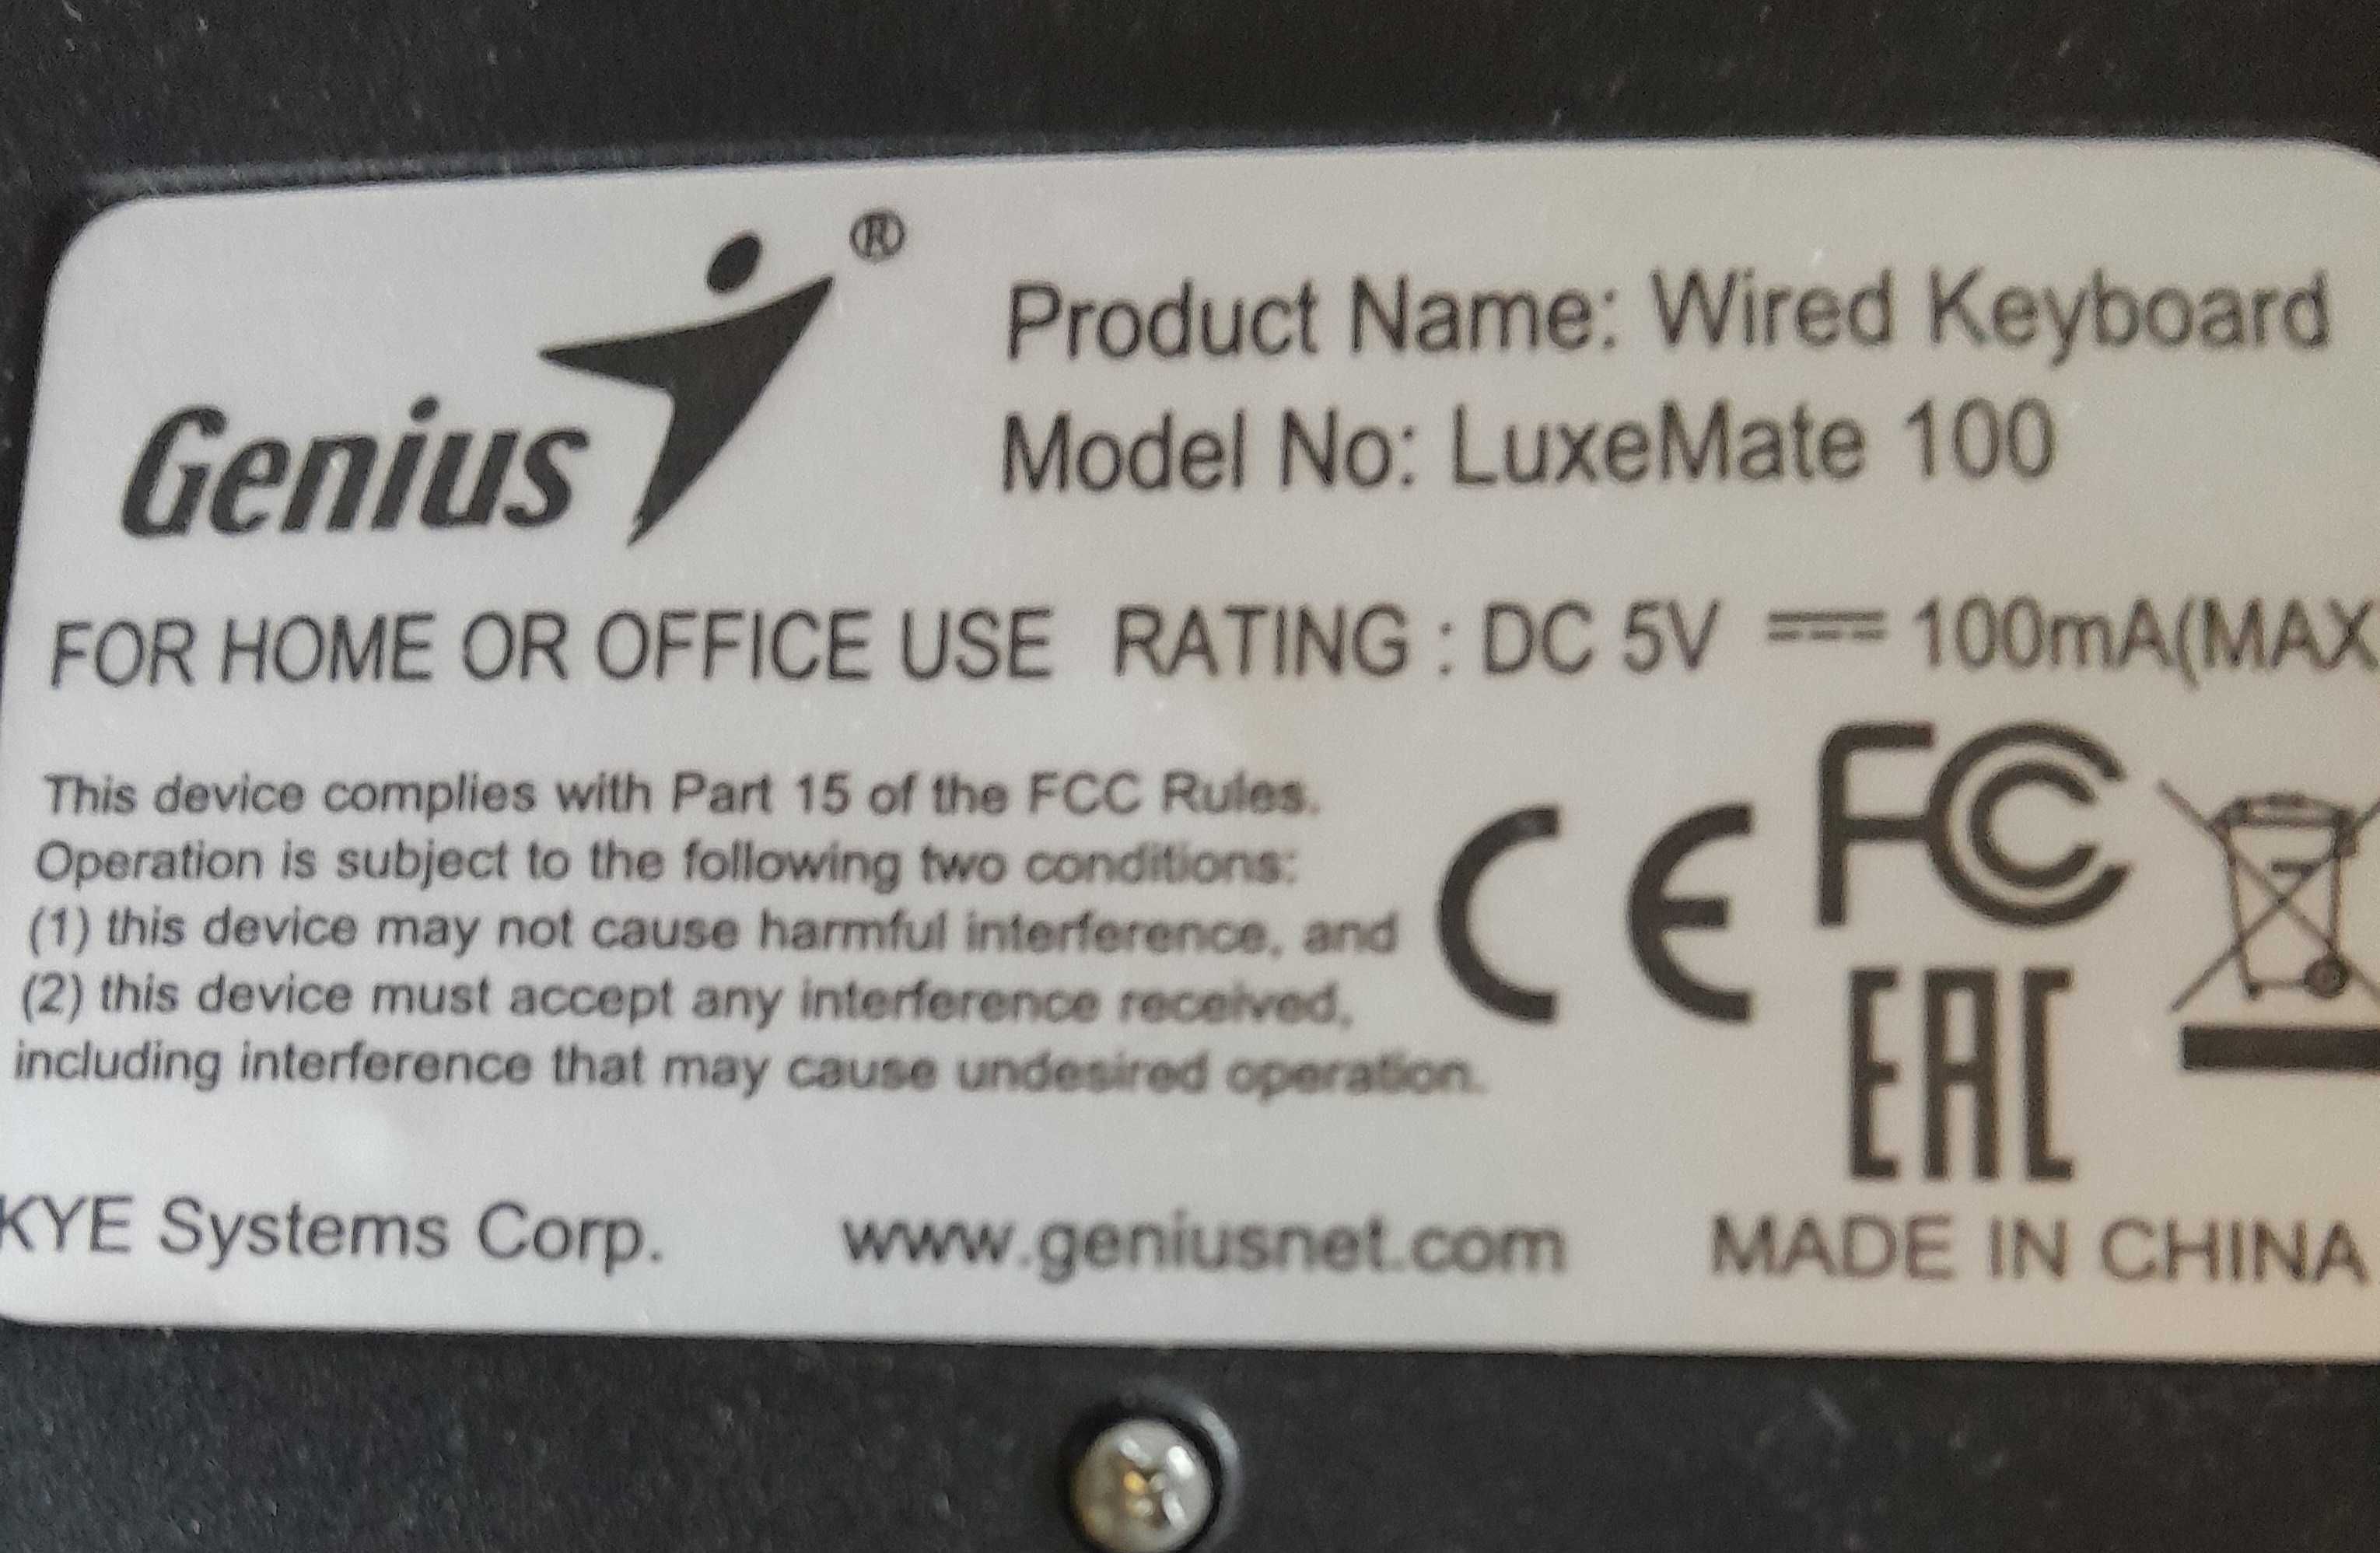 Genius ®
Product Name: Wired Keyboard
Model No: LuxeMate 100
FOR HOME OR OFFICE USE RATING : DC 5V ⎓ 100mA(MAX
This device complies with Part 15 of the FCC Rules.
Operation is subject to the following two conditions:
(1) this device may not cause harmful interference, and
(2) this device must accept any interference received,
including interference that may cause undesired operation.
CE FCC
EAC
KYE Systems Corp. www.geniusnet.com MADE IN CHINA